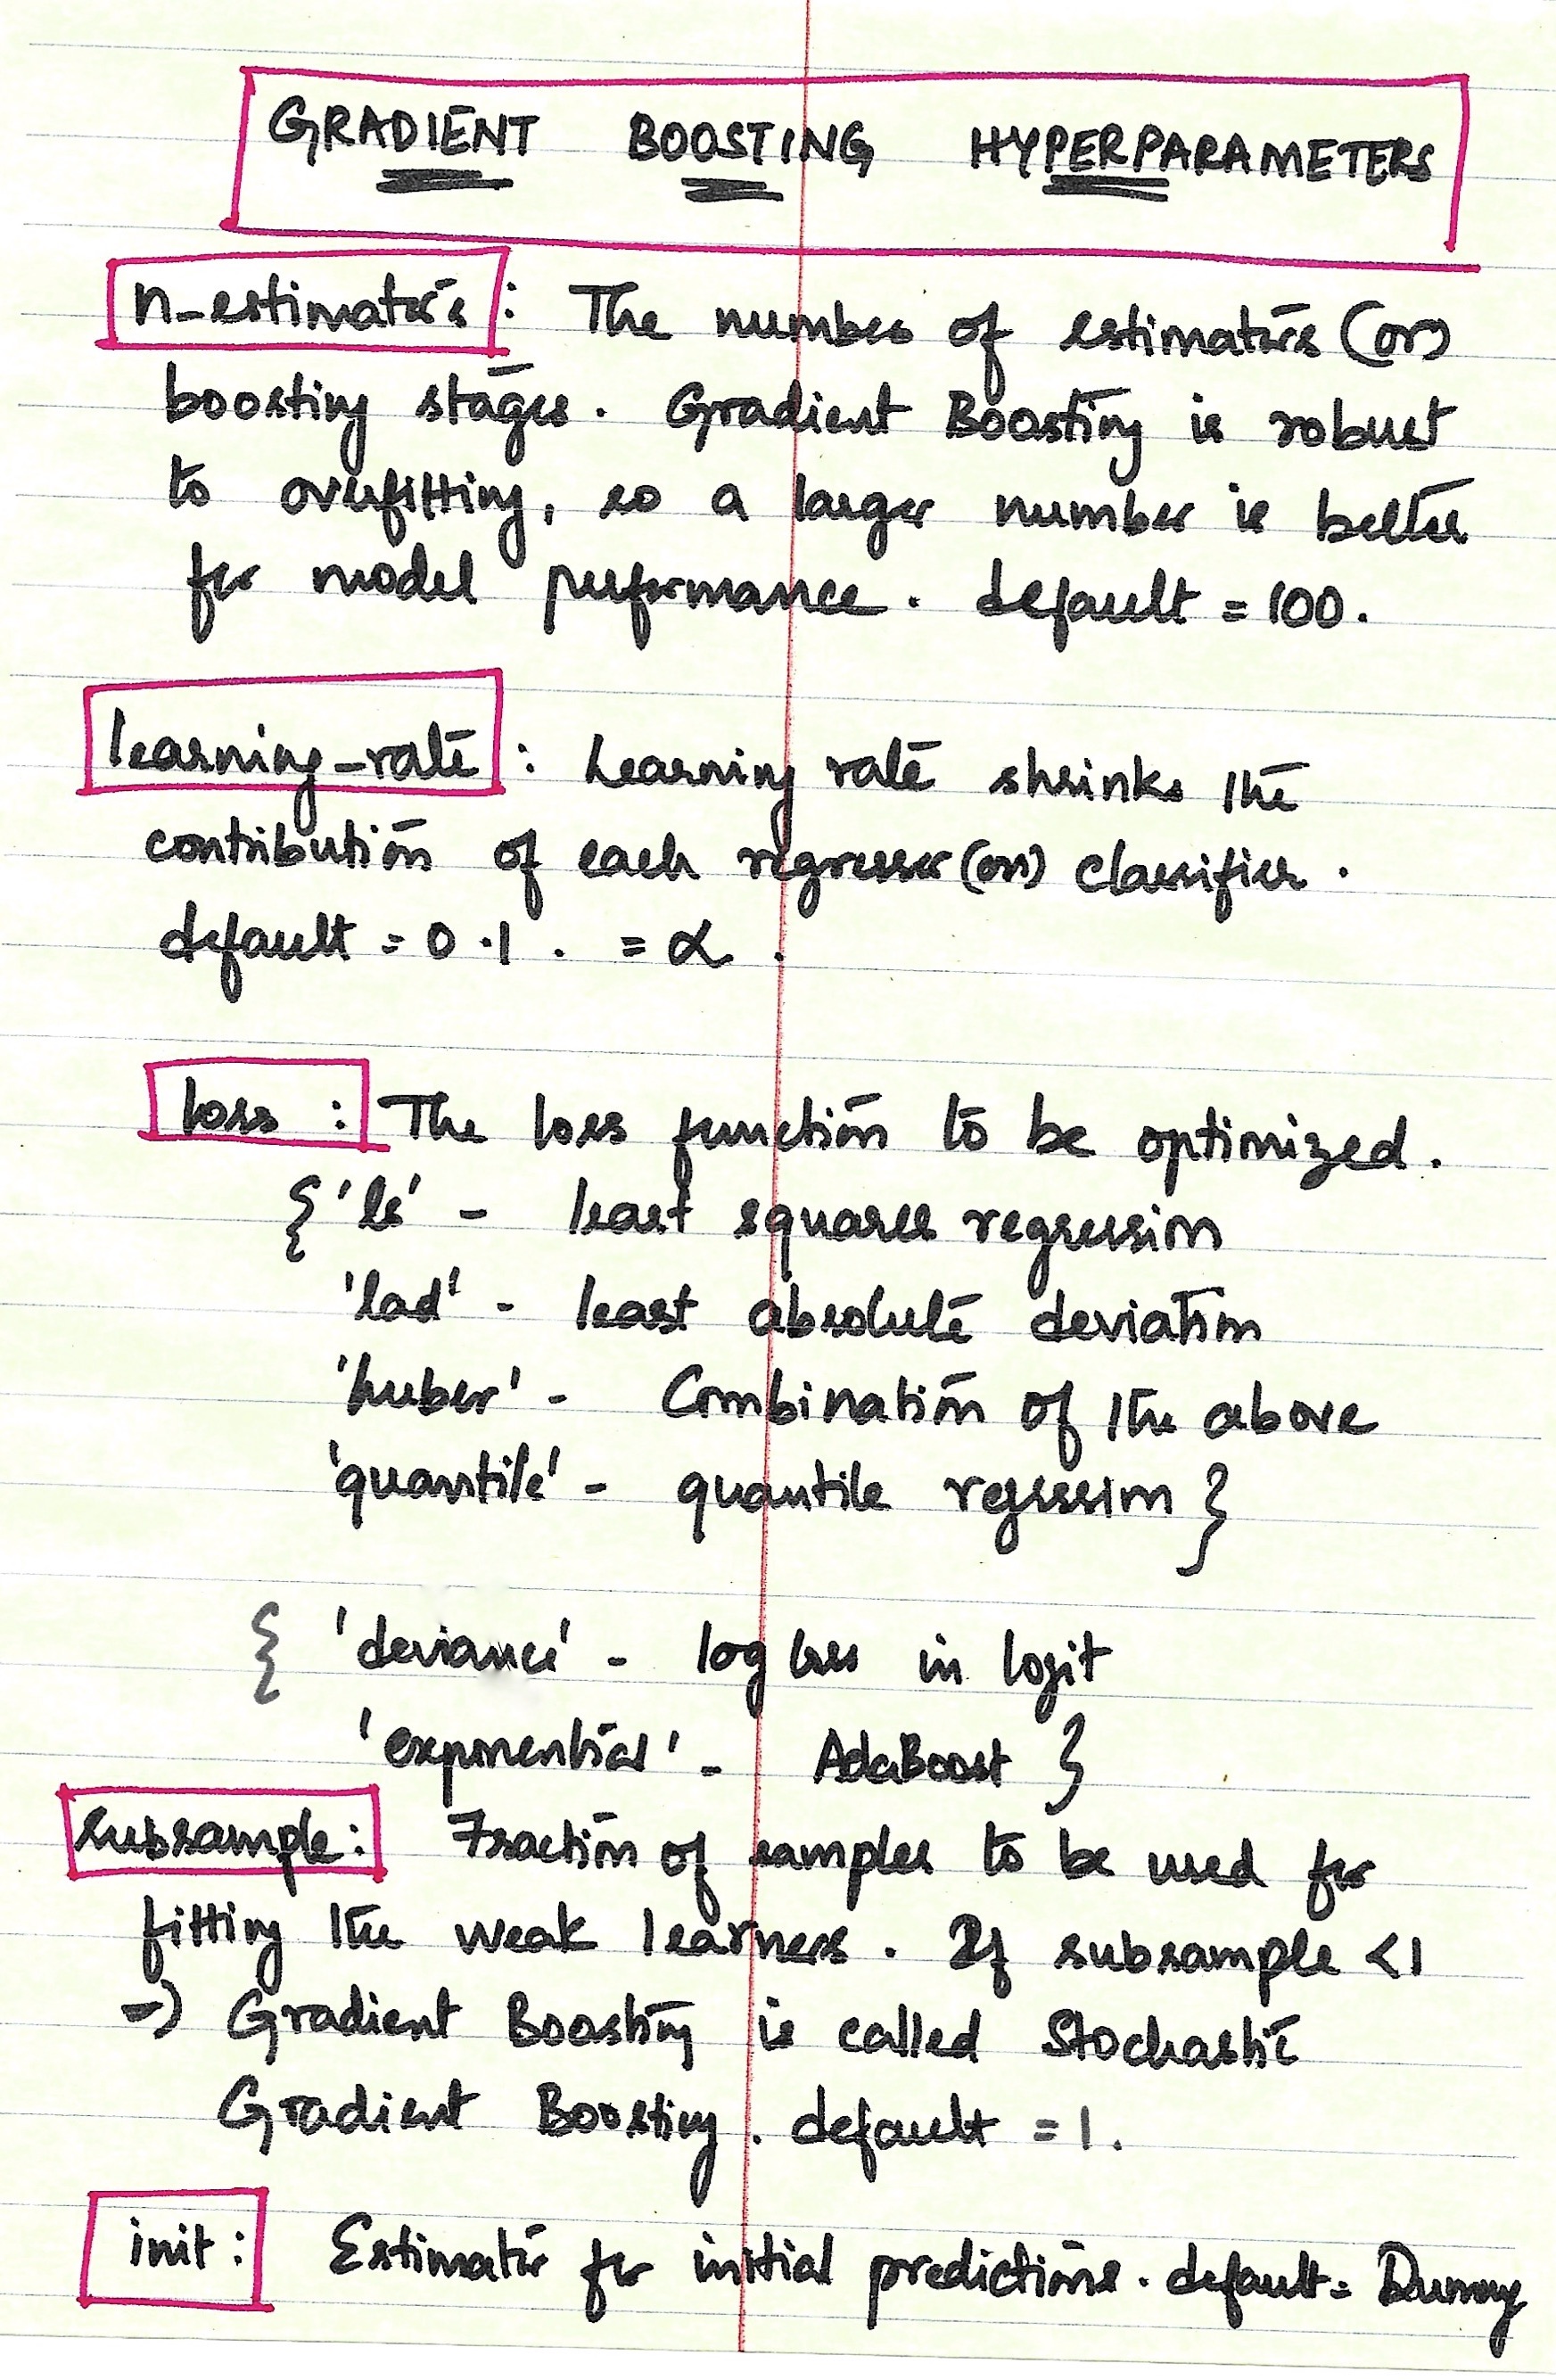 GRADIENT BOOSTING HYPERPARAMETERS
n_estimators : The number of estimators (or)
boosting stages. Gradient Boosting is robust
to overfitting, so a larger number is better
for model performance. default = 100.
learning_rate : Learning rate shrinks the
contribution of each regressor (or) classifier.
default = 0.1. = α.
loss : The loss function to be optimized.
{'ls' - least squares regression
'lad' - least absolute deviation
'huber' - Combination of the above
'quantile' - quantile regression }
{ 'deviance' - log loss in logit
'exponential' - AdaBoost }
Subsample: Fraction of samples to be used for
fitting the weak learners. If subsample <1
=) Gradient Boosting is called Stochastic
Gradient Boosting. default = 1.
init: Estimator for initial predictions. default = Dummy